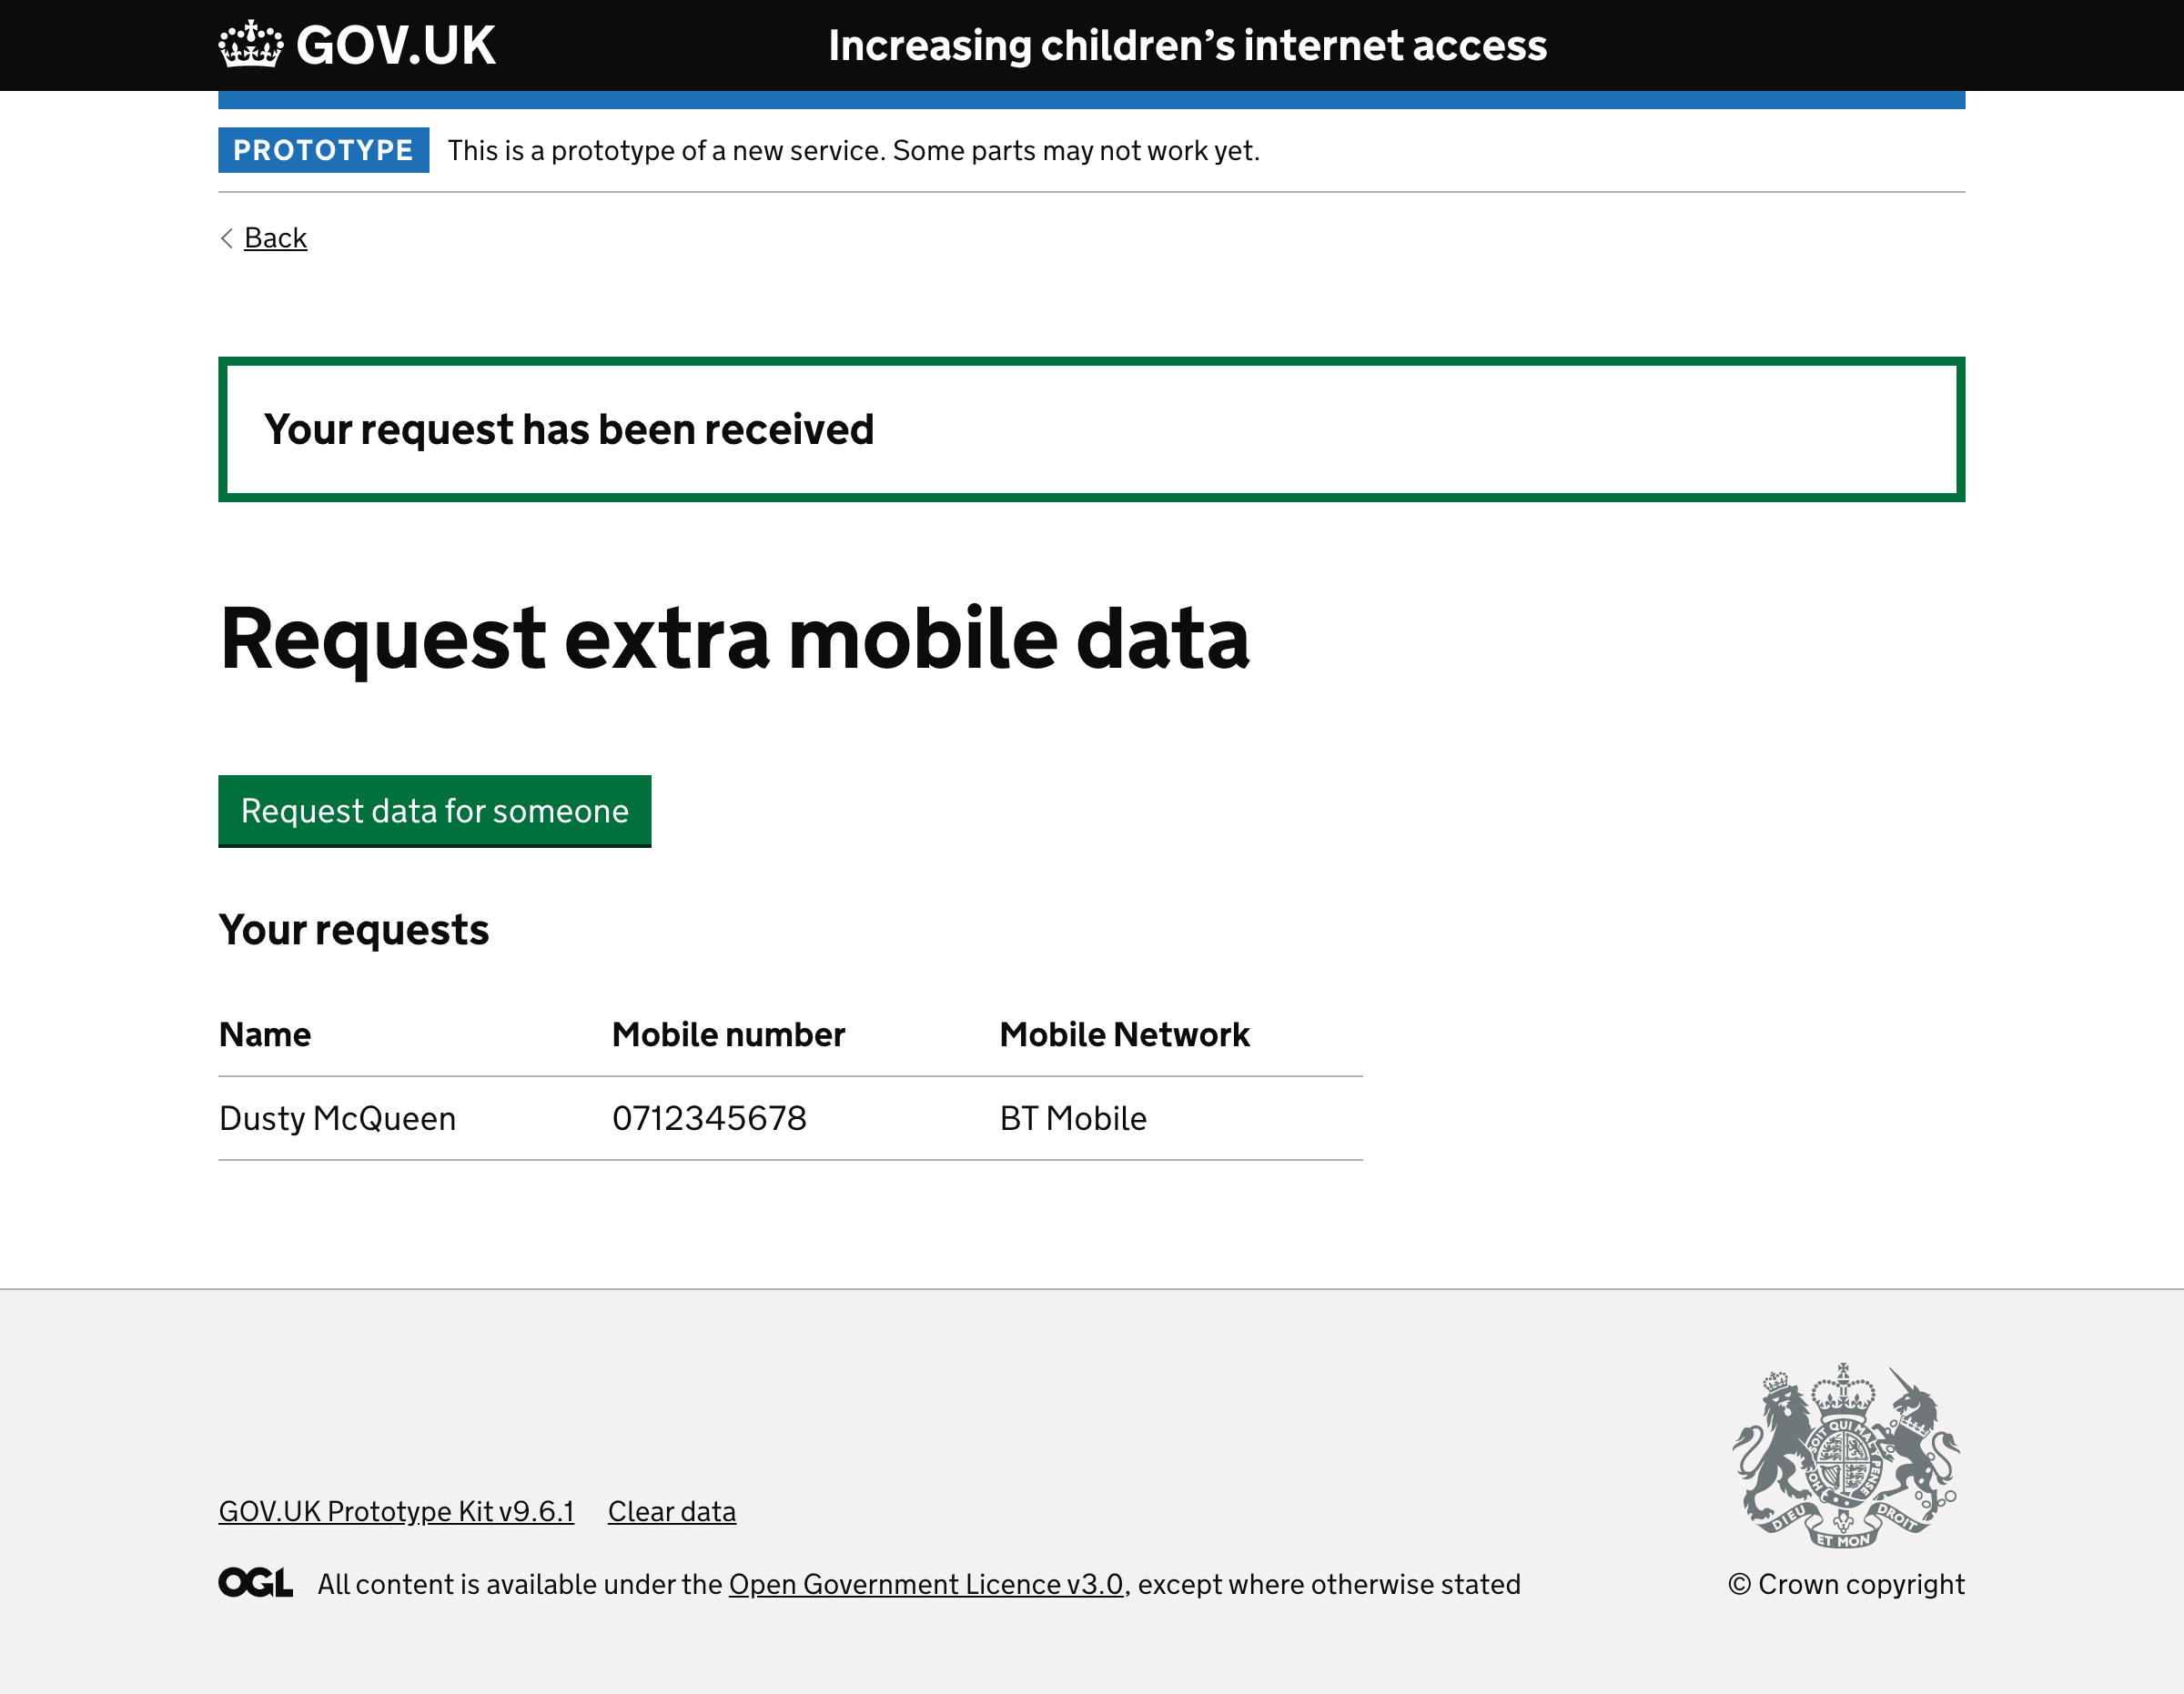 GOV.UK
Increasing children’s internet access
PROTOTYPE This is a prototype of a new service. Some parts may not work yet.
Back
Your request has been received
Request extra mobile data
Request data for someone
Your requests
Name Mobile number Mobile Network
Dusty McQueen 0712345678 BT Mobile
GOV.UK Prototype Kit v9.6.1 Clear data
OGL All content is available under the Open Government Licence v3.0, except where otherwise stated
HONI SOIT QUI MAL Y PENSE
DIEU ET MON DROIT
© Crown copyright